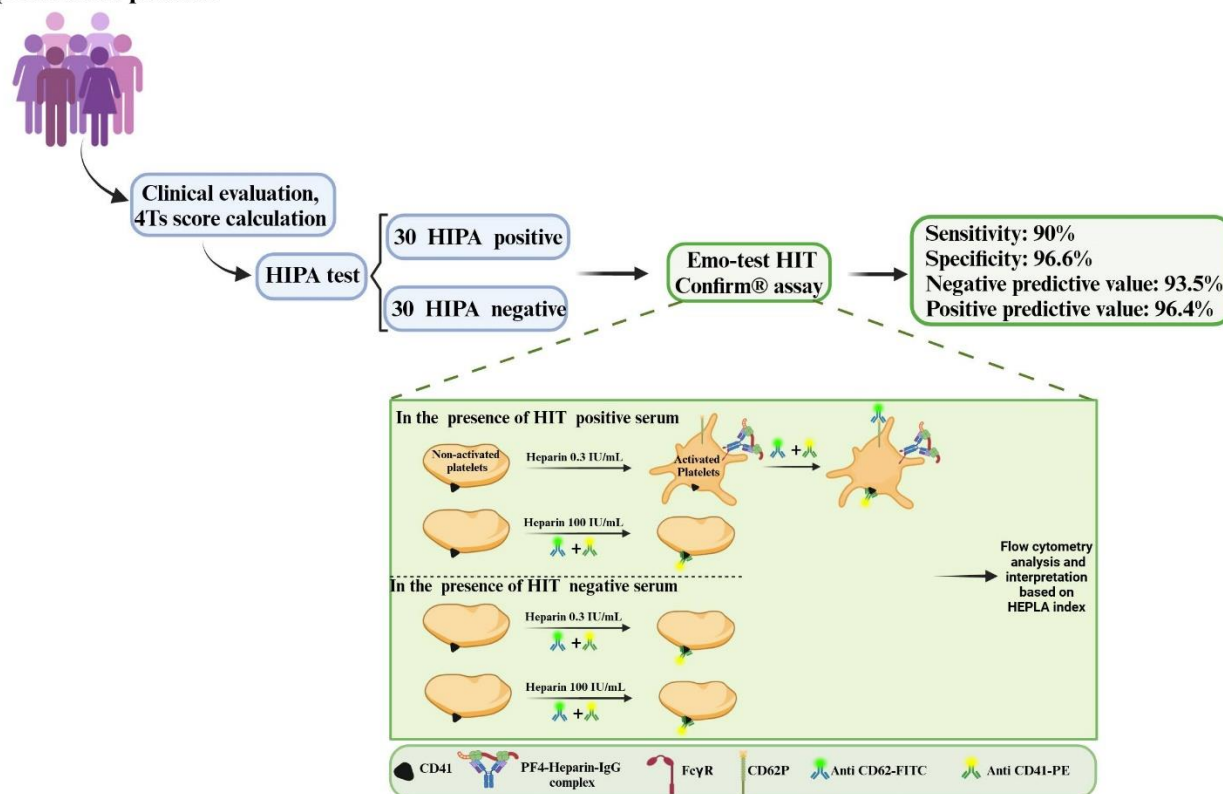 Clinical evaluation,
4Ts score calculation
HIPA test
30 HIPA positive
30 HIPA negative
Emo-test HIT
Confirm® assay
Sensitivity: 90%
Specificity: 96.6%
Negative predictive value: 93.5%
Positive predictive value: 96.4%
In the presence of HIT positive serum
Non-activated
platelets
Heparin 0.3 IU/mL
Activated
Platelets
+
Heparin 100 IU/mL
+
In the presence of HIT negative serum
Heparin 0.3 IU/mL
+
Heparin 100 IU/mL
+
Flow cytometry
analysis and
interpretation
based on
HEPLA index
CD41
PF4-Heparin-IgG
complex
FcγR
CD62P
Anti CD62-FITC
Anti CD41-PE